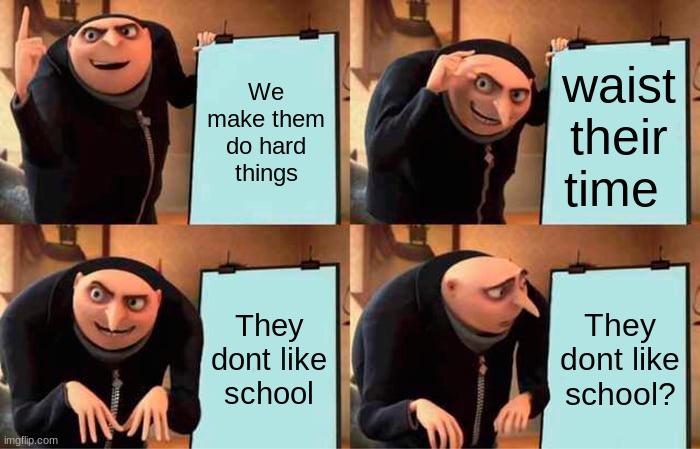 We
make them
do hard
things
waist
their
time
They
dont like
school
They
dont like
school?
imgflip.com